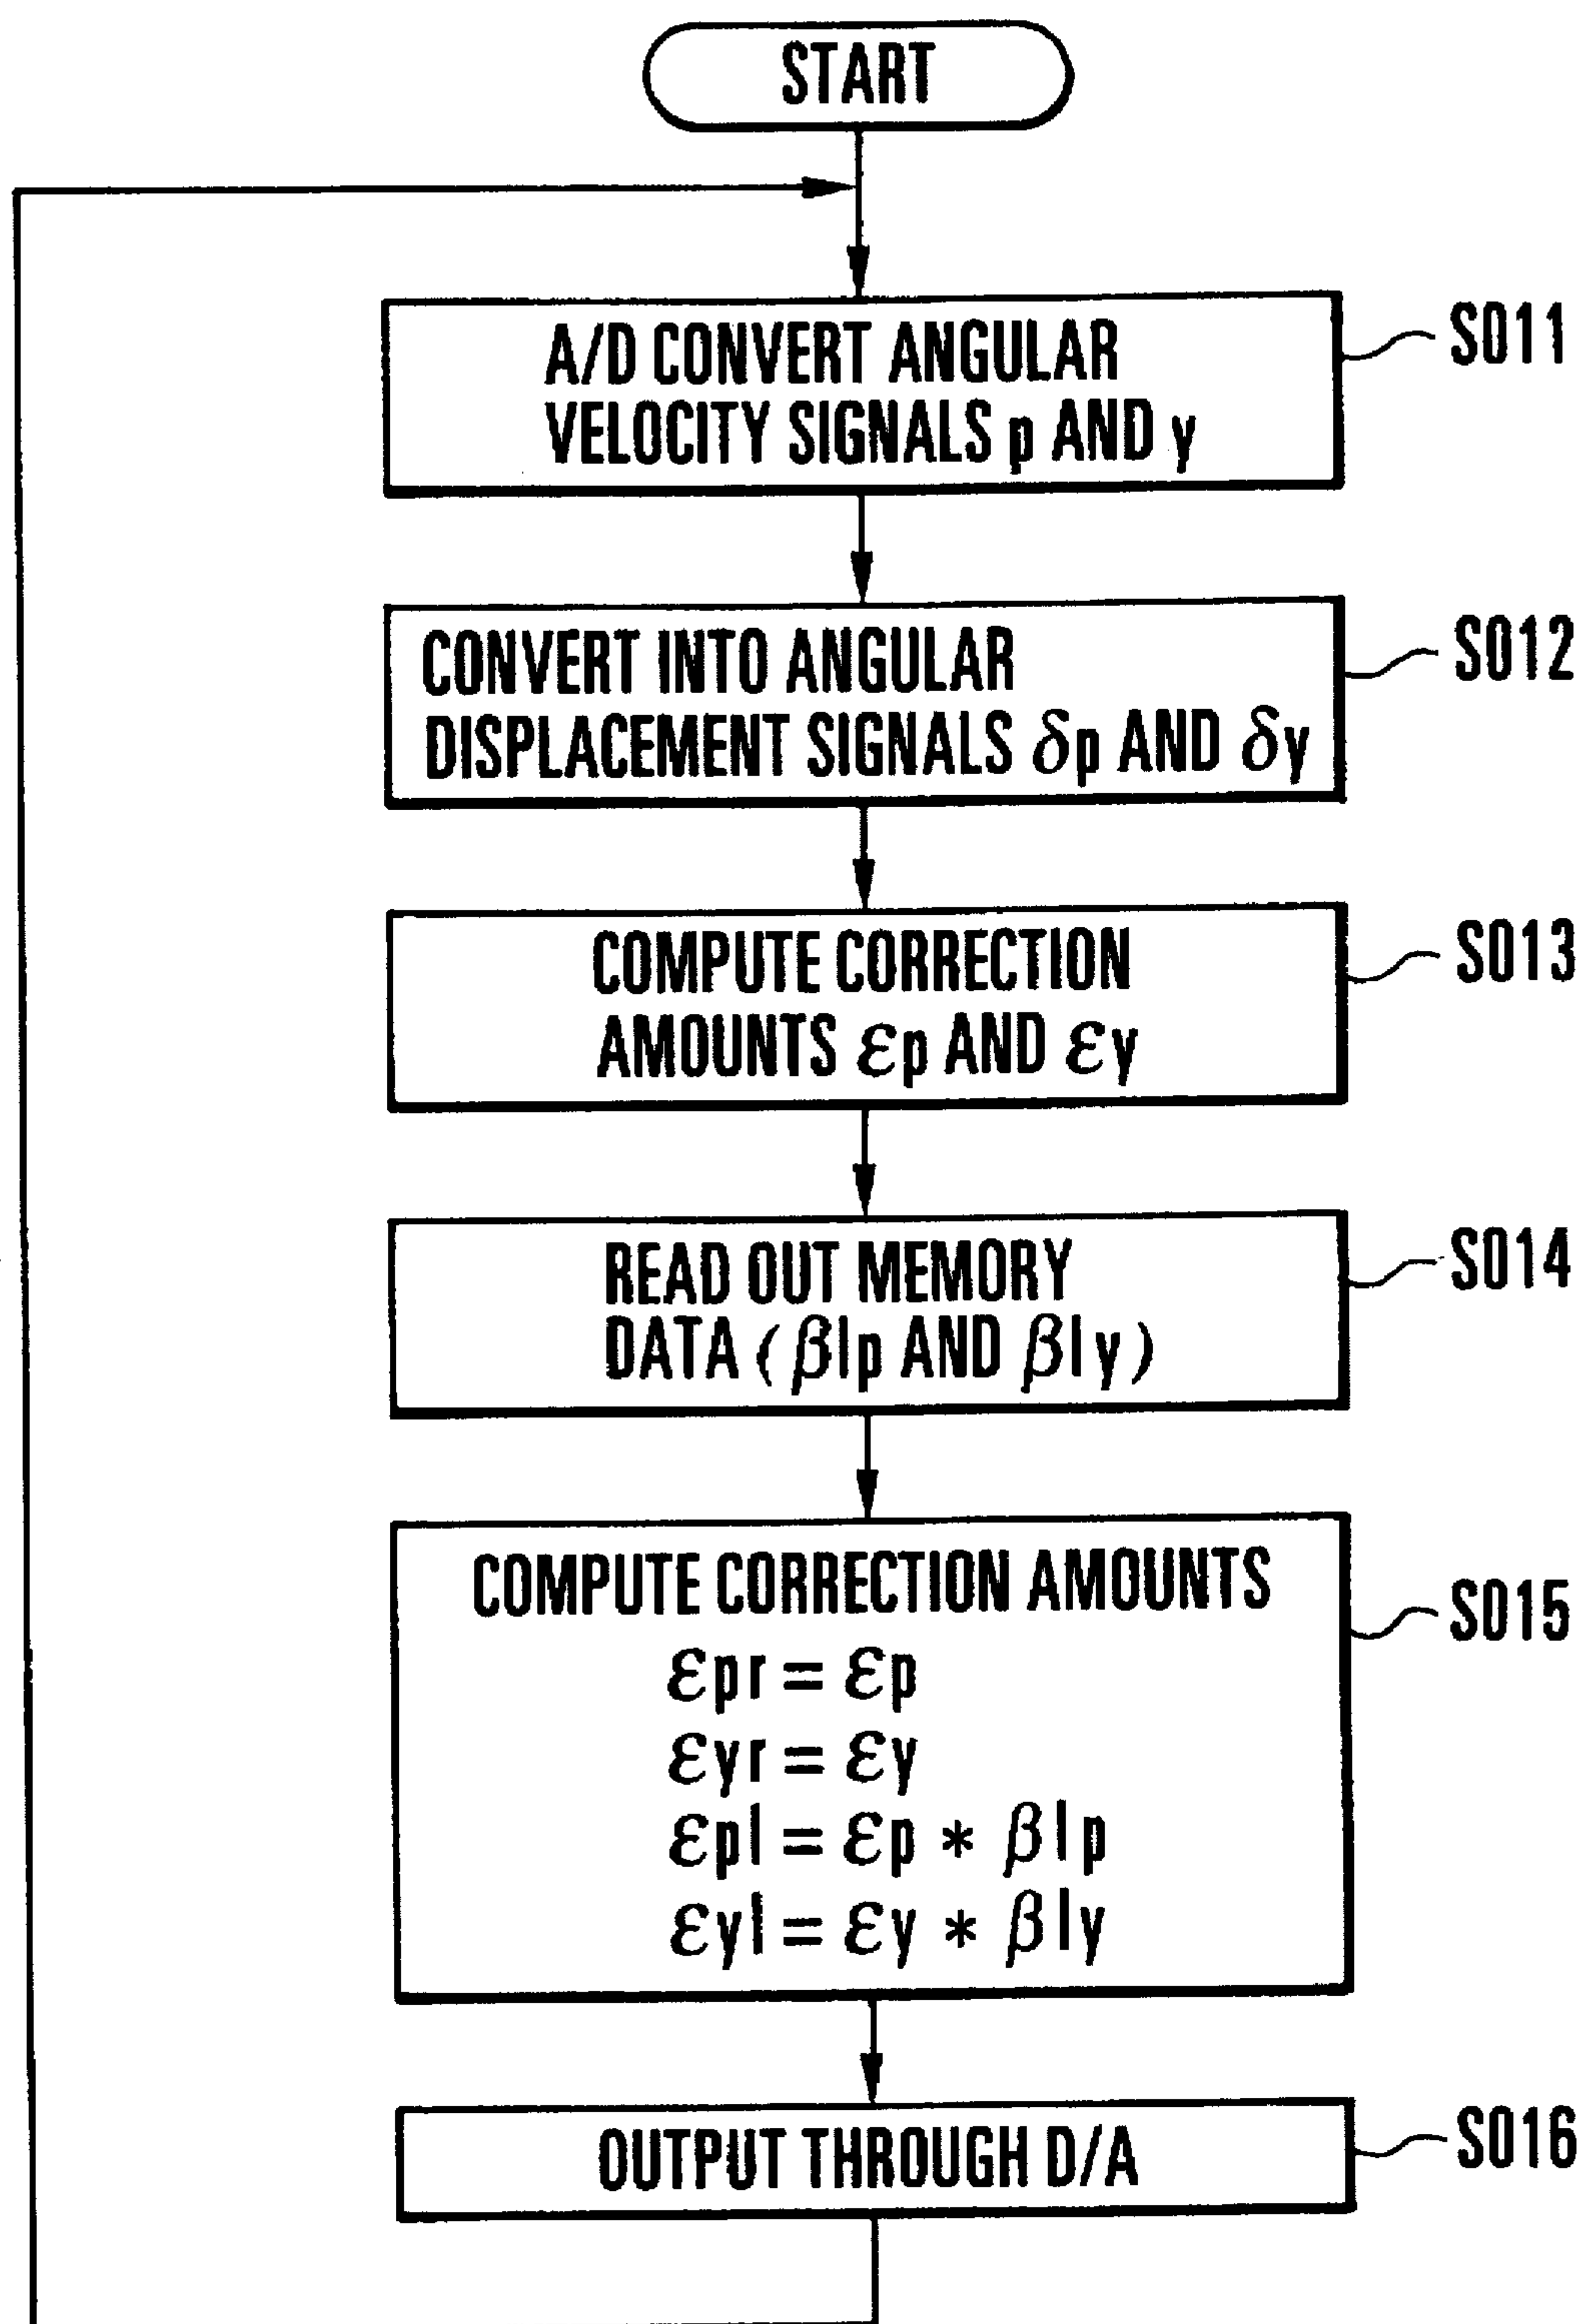 START
A/D CONVERT ANGULAR
VELOCITY SIGNALS p AND y
S011
CONVERT INTO ANGULAR
DISPLACEMENT SIGNALS δp AND δy
S012
COMPUTE CORRECTION
AMOUNTS εp AND εy
S013
READ OUT MEMORY
DATA (βlp AND βly)
S014
COMPUTE CORRECTION AMOUNTS
εpr = εp
εyr = εy
εpl = εp * βlp
εyl = εy * βly
S015
OUTPUT THROUGH D/A
S016